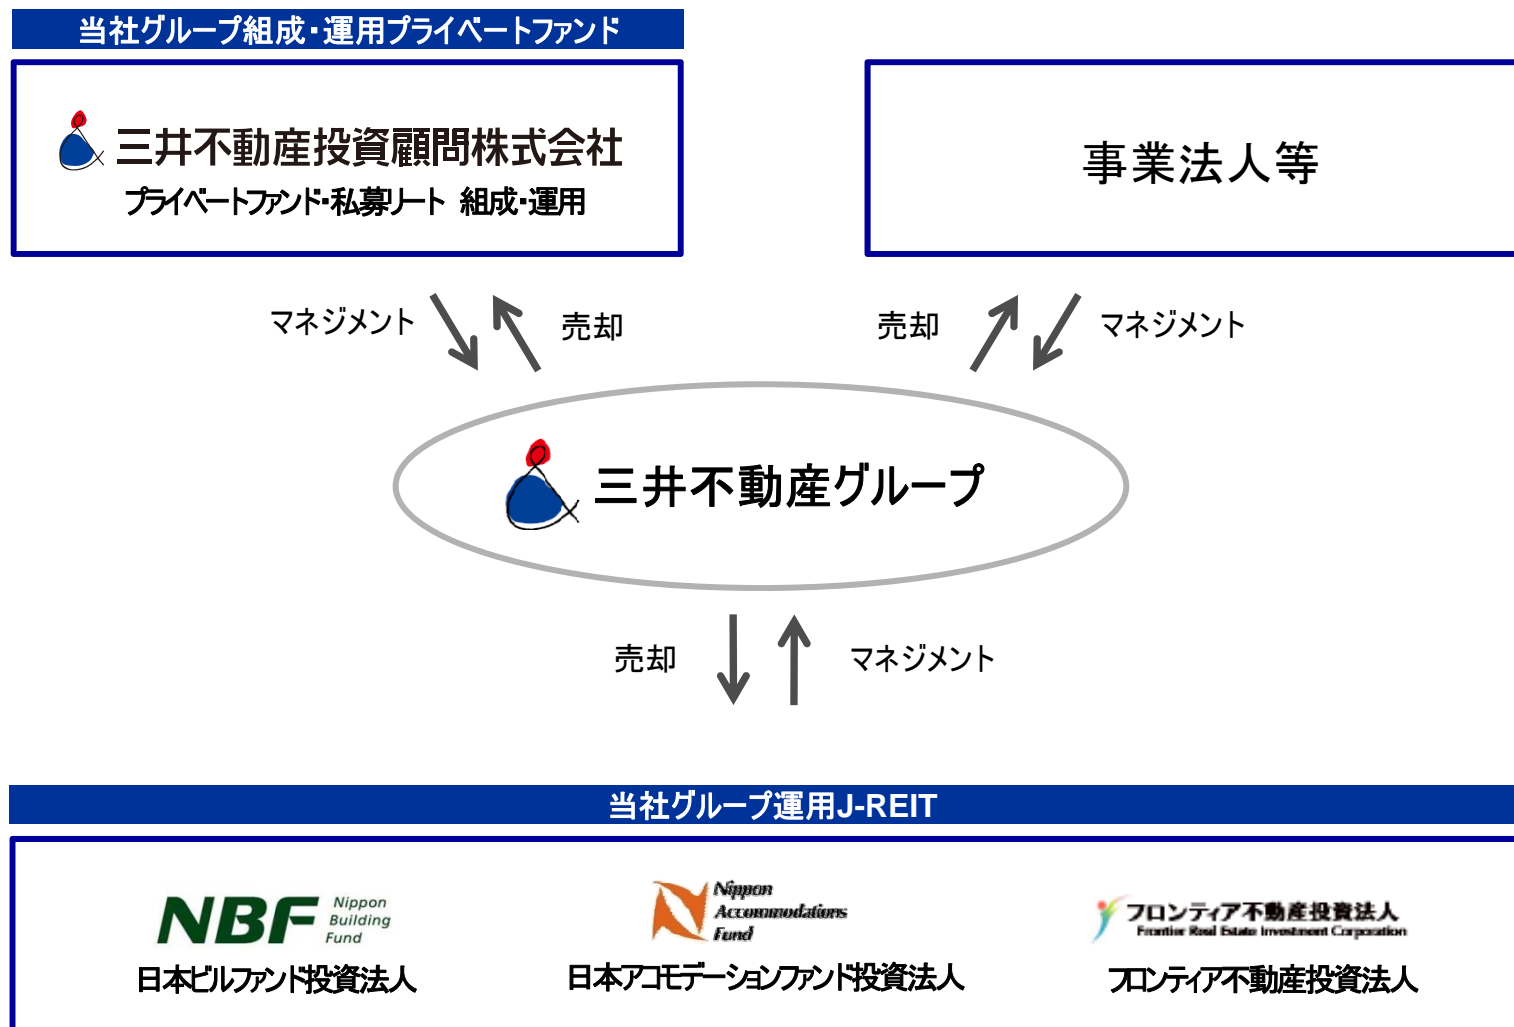 当社グループ組成・運用プライベートファンド
三井不動産投資顧問株式会社
プライベートファンド・私募リート 組成・運用
事業法人等
マネジメント
売却
売却
マネジメント
三井不動産グループ
売却
マネジメント
当社グループ運用J-REIT
NBF
Nippon
Building
Fund
日本ビルファンド投資法人
Nippon
Accommodations
Fund
日本アコモデーションファンド投資法人
フロンティア不動産投資法人
Frontier Real Estate Investment Corporation
フロンティア不動産投資法人